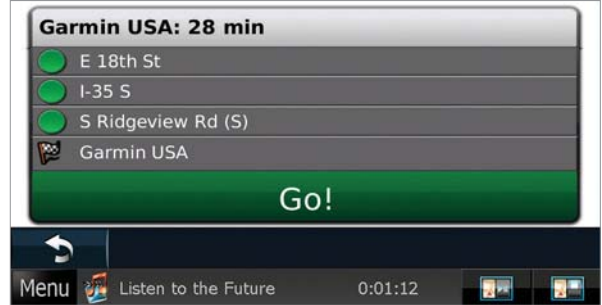 Garmin USA: 28 min
E 18th St
I-35 S
S Ridgeview Rd (S)
Garmin USA
Go!
Menu Listen to the Future 0:01:12